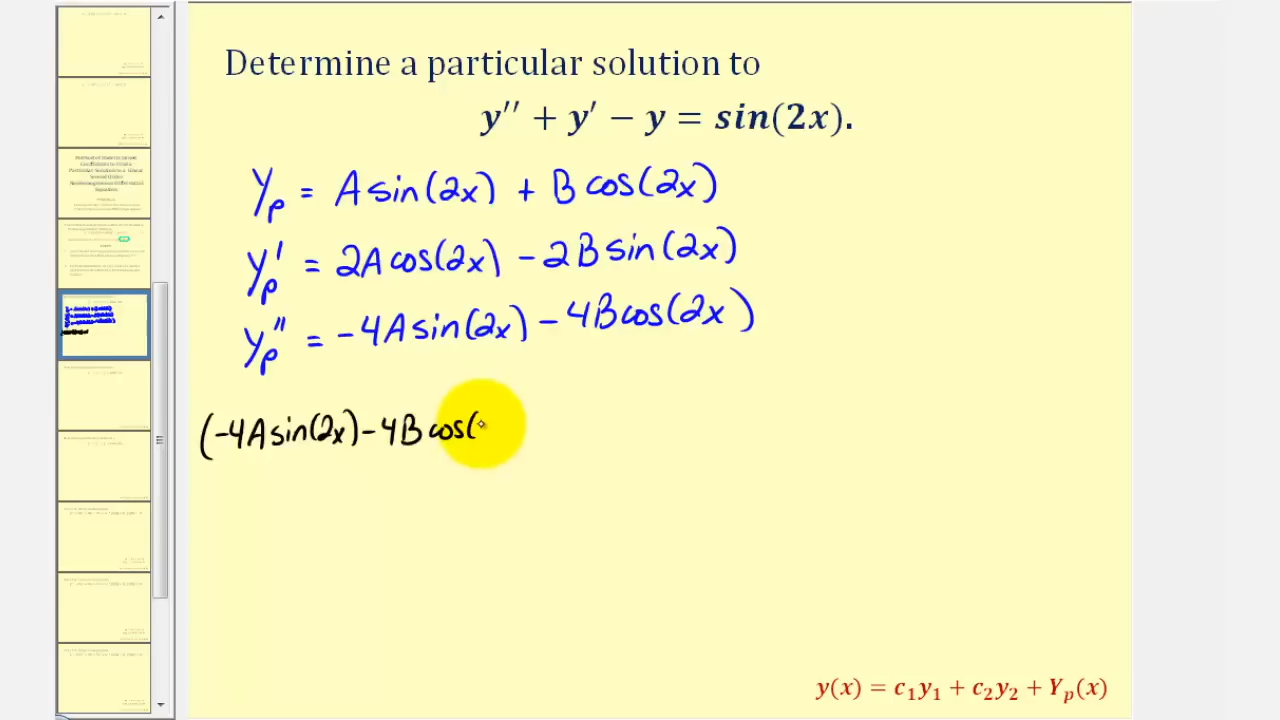 Determine a particular solution to
y'' + y' − y = sin(2x).
Yp = A sin(2x) + B cos(2x)
Yp' = 2A cos(2x) − 2B sin(2x)
Yp'' = −4A sin(2x) − 4B cos(2x)
(−4A sin(2x) − 4B cos(
y(x) = c₁y₁ + c₂y₂ + Yₚ(x)